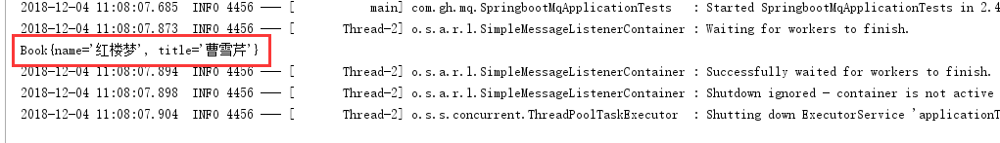 2018-12-04 11:08:07.685  INFO 4456 --- [           main] com.gh.mq.SpringbootMqApplicationTests   : Started SpringbootMqApplicationTests in 2.4
2018-12-04 11:08:07.873  INFO 4456 --- [       Thread-2] o.s.a.r.l.SimpleMessageListenerContainer : Waiting for workers to finish.
Book{name='红楼梦', title='曹雪芹'}
2018-12-04 11:08:07.894  INFO 4456 --- [       Thread-2] o.s.a.r.l.SimpleMessageListenerContainer : Successfully waited for workers to finish.
2018-12-04 11:08:07.898  INFO 4456 --- [       Thread-2] o.s.a.r.l.SimpleMessageListenerContainer : Shutdown ignored - container is not active
2018-12-04 11:08:07.904  INFO 4456 --- [       Thread-2] o.s.s.concurrent.ThreadPoolTaskExecutor  : Shutting down ExecutorService 'applicationT